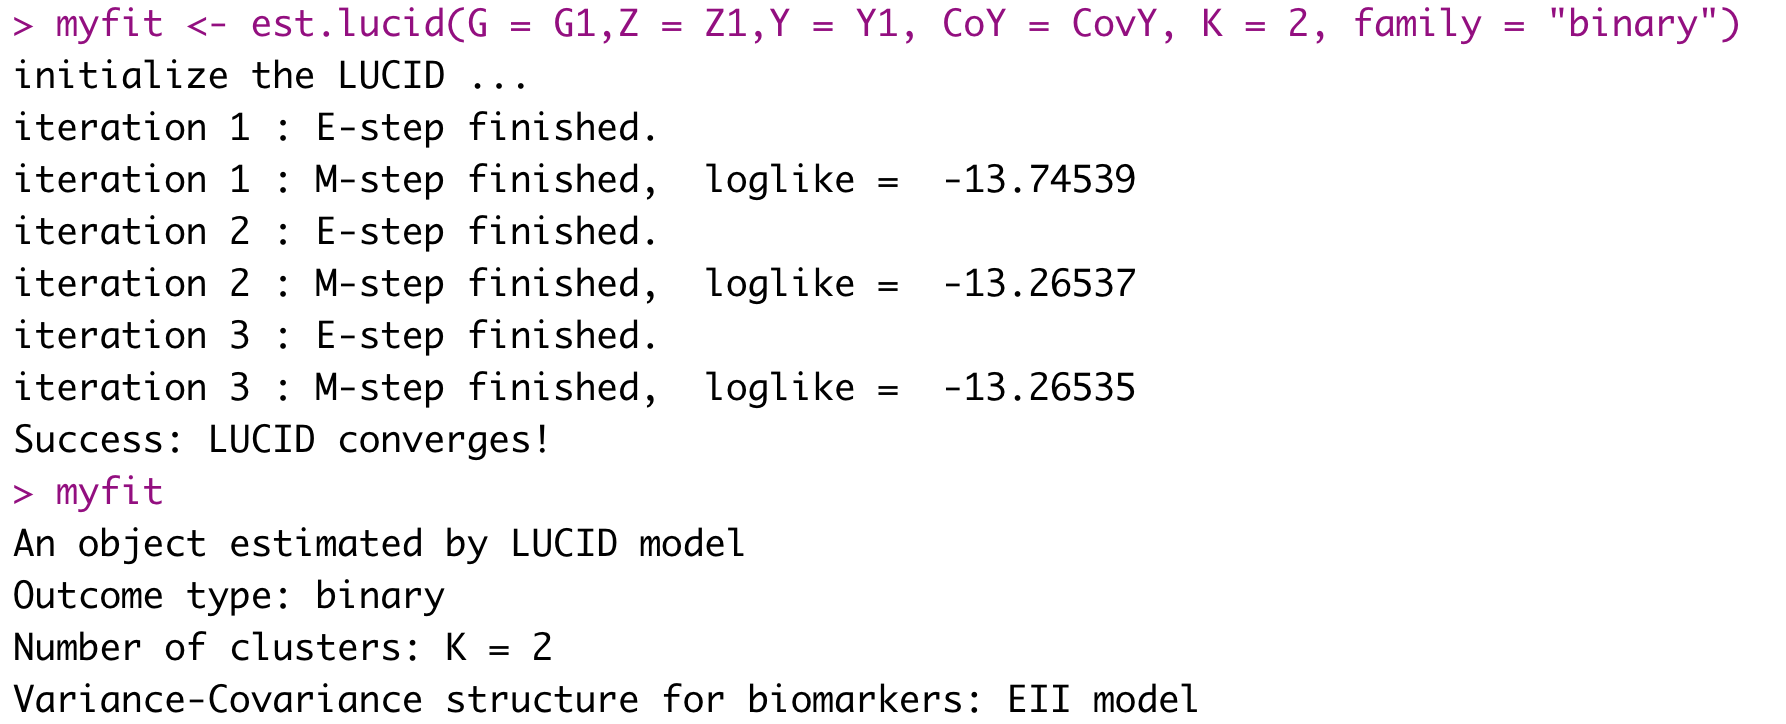 > myfit <- est.lucid(G = G1,Z = Z1,Y = Y1, CoY = CovY, K = 2, family = "binary")
initialize the LUCID ...
iteration 1 : E-step finished.
iteration 1 : M-step finished,  loglike =  -13.74539
iteration 2 : E-step finished.
iteration 2 : M-step finished,  loglike =  -13.26537
iteration 3 : E-step finished.
iteration 3 : M-step finished,  loglike =  -13.26535
Success: LUCID converges!
> myfit
An object estimated by LUCID model
Outcome type: binary
Number of clusters: K = 2
Variance-Covariance structure for biomarkers: EII model